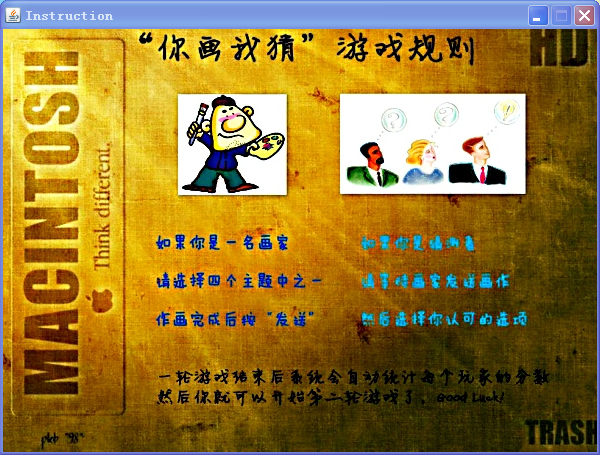 Instruction
“你画我猜”游戏规则
HD
MACINTOSH
Think different.
如果你是一名画家
如果你是猜测者
请选择四个主题中之一
请等待画家发送画作
作画完成后按“发送”
然后选择你认可的选项
一轮游戏结束后系统会自动统计每个玩家的分数
然后你就可以开始第二轮游戏了。Good Luck!
"98"
TRASH